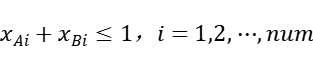 x_{Ai} + x_{Bi} ≤ 1，i = 1,2,⋯,num